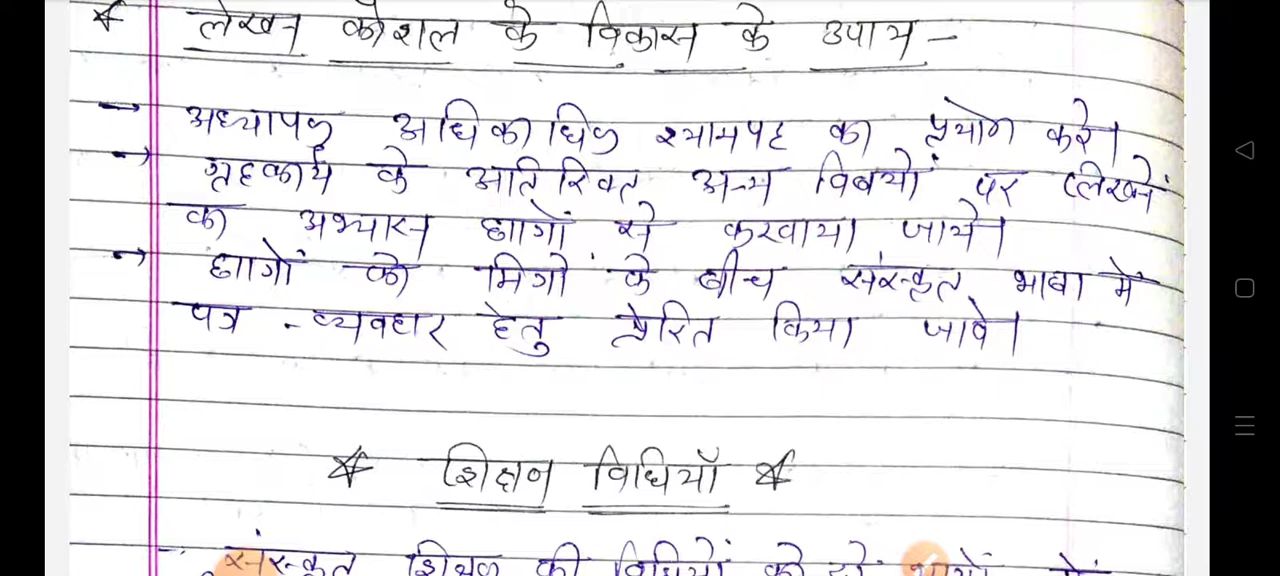 * लेखन कौशल के विकास के उपाय –
→ अध्यापक अधिकाधिक श्यामपट्ट का प्रयोग करे।
→ गृहकार्य के अतिरिक्त अन्य विषयों पर लिखने
का अभ्यास छात्रों से करवाया जाये।
→ छात्रों को मित्रों के बीच संस्कृत भाषा में
पत्र - व्यवहार हेतु प्रेरित किया जावे।
* शिक्षन विधियाँ *
संस्कृत शिक्षण की विधियों को दो भागों में